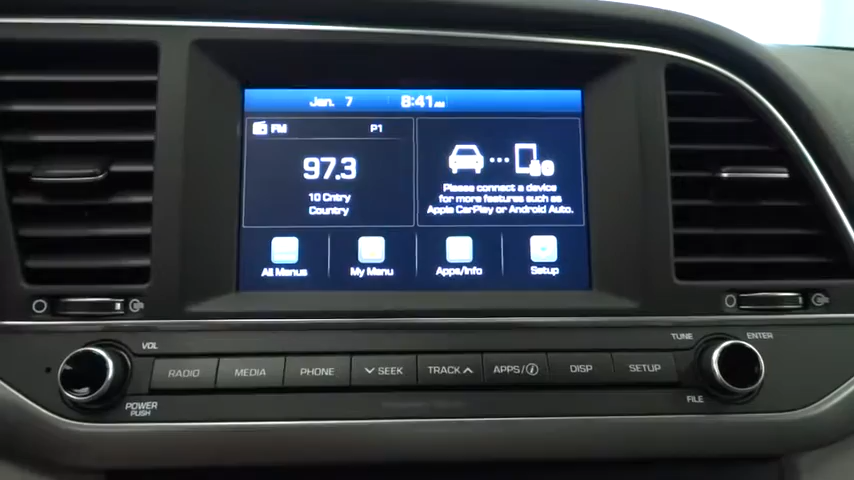 Jan. 7 8:41 AM
FM P1
97.3
10 Cntry
Country
Please connect a device
for more features such as
Apple CarPlay or Android Auto.
All Menus My Menu Apps/Info Setup
VOL TUNE ENTER
RADIO MEDIA PHONE SEEK TRACK APPS/i DISP SETUP
POWER FILE
PUSH